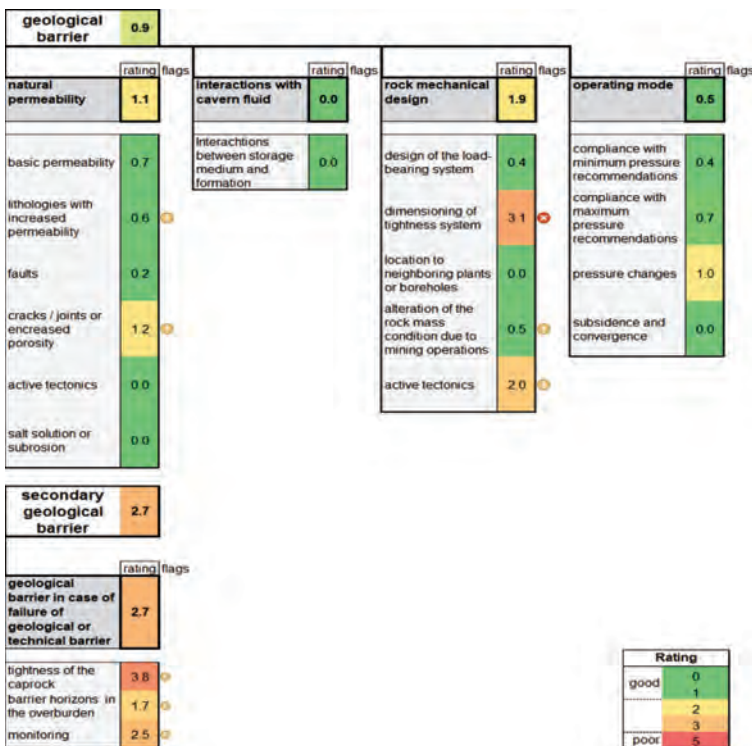 geological
barrier
0.9
rating flags
natural
permeability
1.1
basic permeability
0.7
lithologies with
increased
permeability
0.6
faults
0.2
cracks / joints or
encreased
porosity
1.2
active tectonics
0.0
salt solution or
subrosion
0.0
rating flags
Interactions with
cavern fluid
0.0
Interachtions
between storage
medium and
formation
0.0
rating flags
rock mechanical
design
1.9
design of the load-
bearing system
0.4
dimensioning of
tightness system
3.1
location to
neighboring plants
or boreholes
0.0
alteration of the
rock mass
condition due to
mining operations
0.5
active tectonics
2.0
rating flags
operating mode
0.5
compliance with
minimum pressure
recommendations
0.4
compliance with
maximum
pressure
recommendations
0.7
pressure changes
1.0
subsidence and
convergence
0.0
secondary
geological
barrier
2.7
rating flags
geological
barrier in case of
failure of
geological or
technical barrier
2.7
tightness of the
caprock
3.8
barrier horizons in
the overburden
1.7
monitoring
2.5
Rating
good
0
1
2
3
poor
5